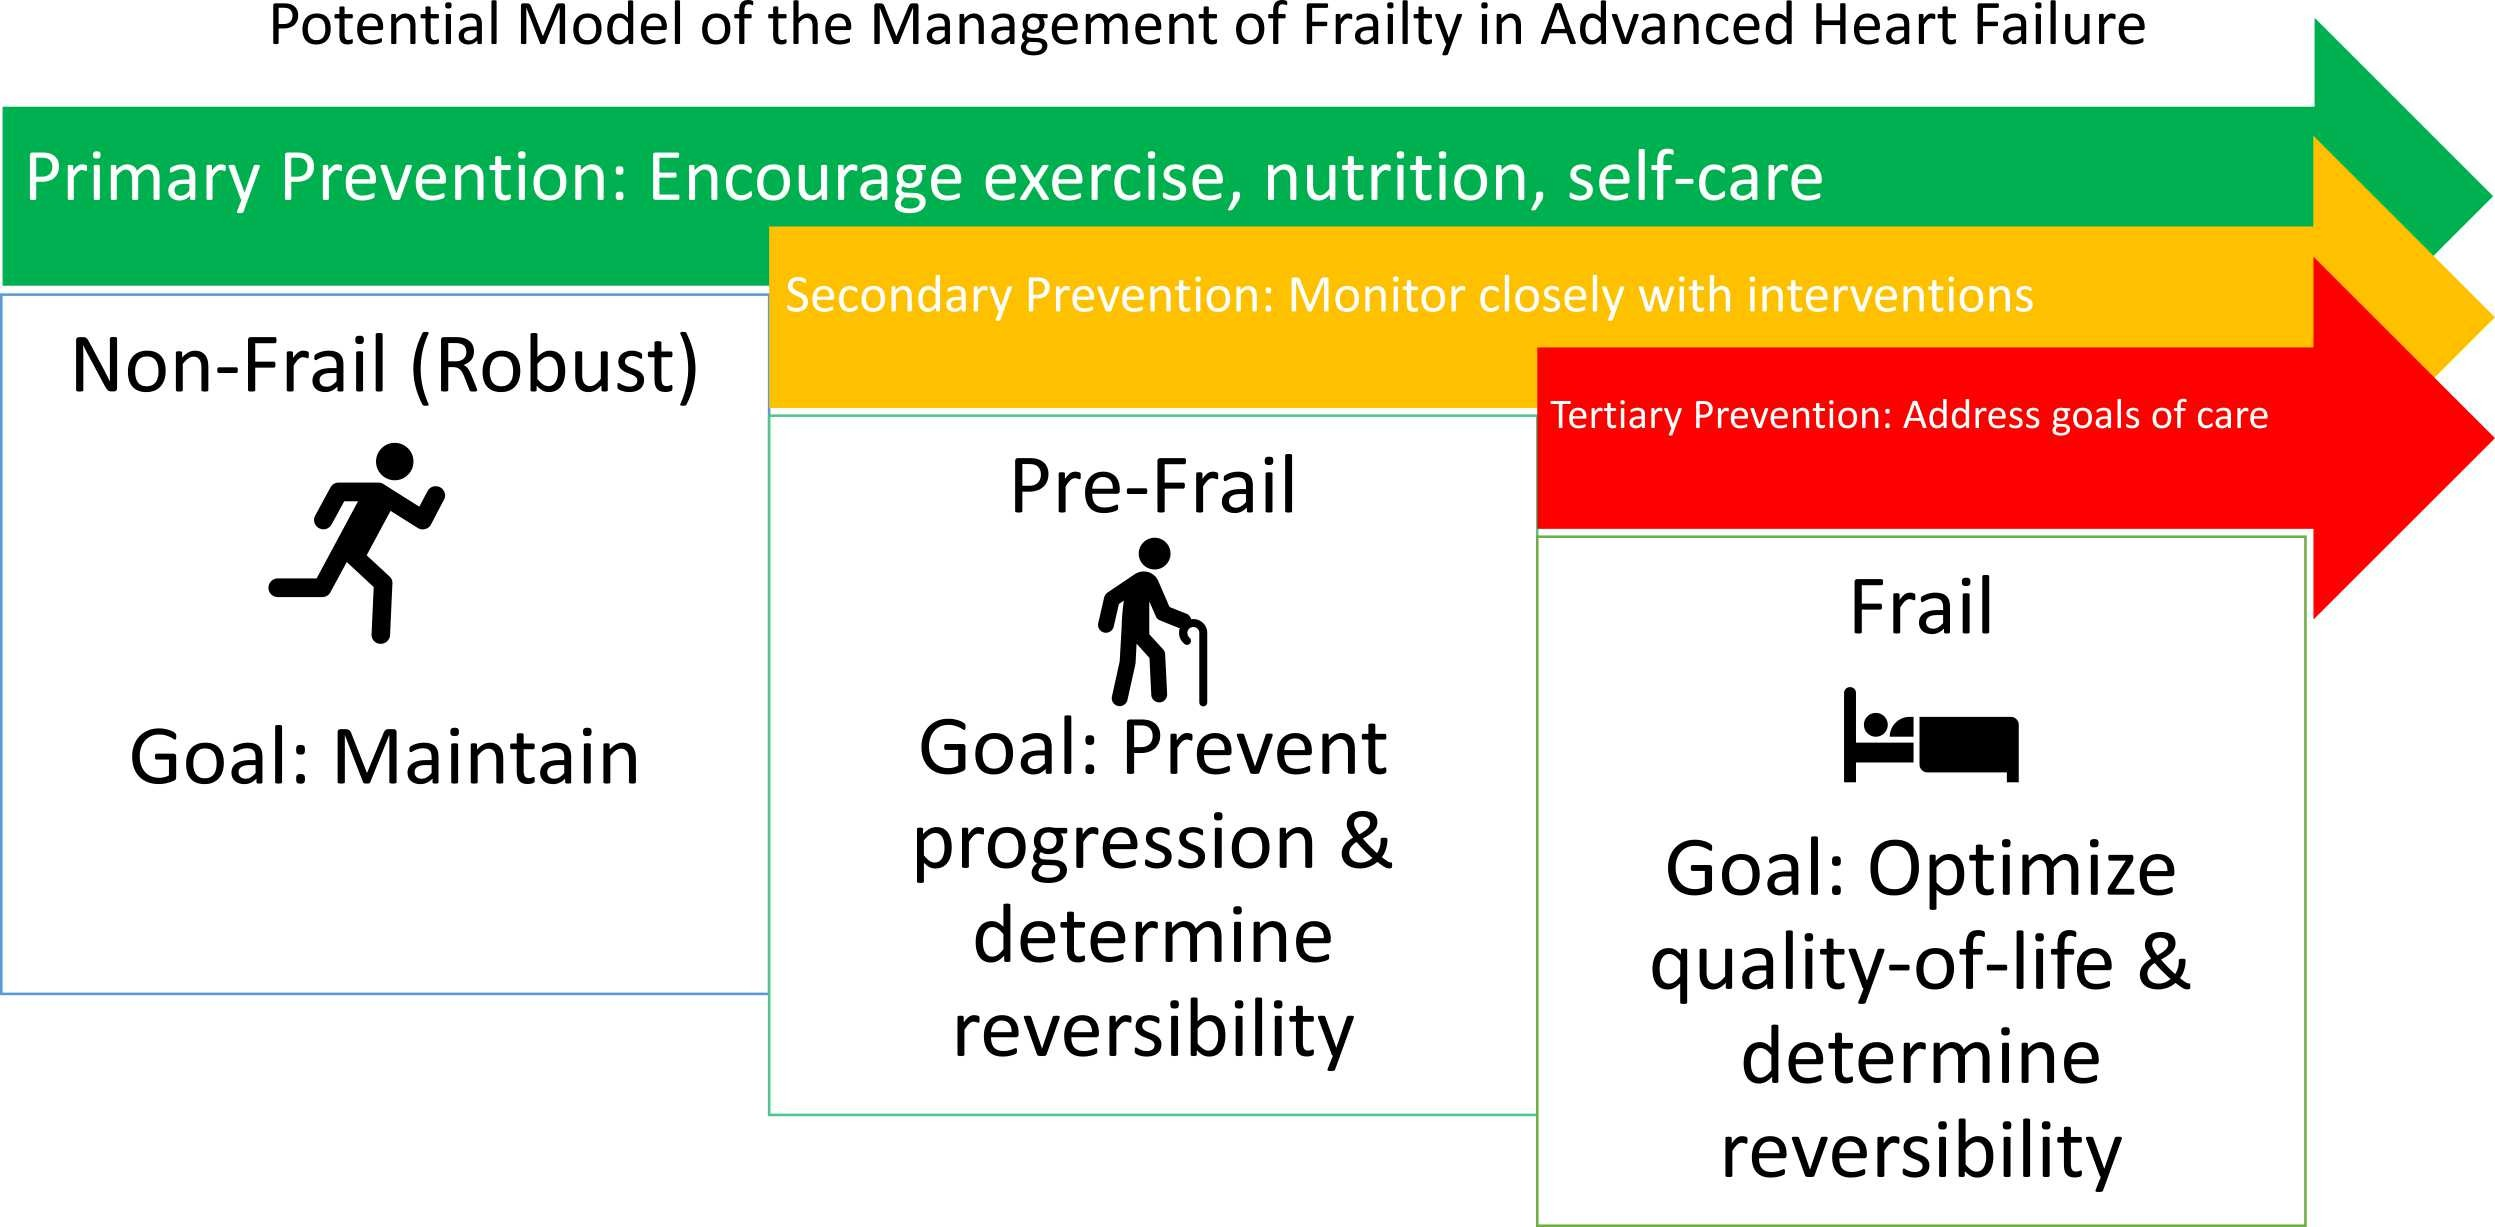 Potential Model of the Management of Frailty in Advanced Heart Failure
Primary Prevention: Encourage exercise, nutrition, self-care
Secondary Prevention: Monitor closely with interventions
Tertiary Prevention: Address goals of care
Non-Frail (Robust)
Goal: Maintain
Pre-Frail
Goal: Prevent
progression &
determine
reversibility
Frail
Goal: Optimize
quality-of-life &
determine
reversibility